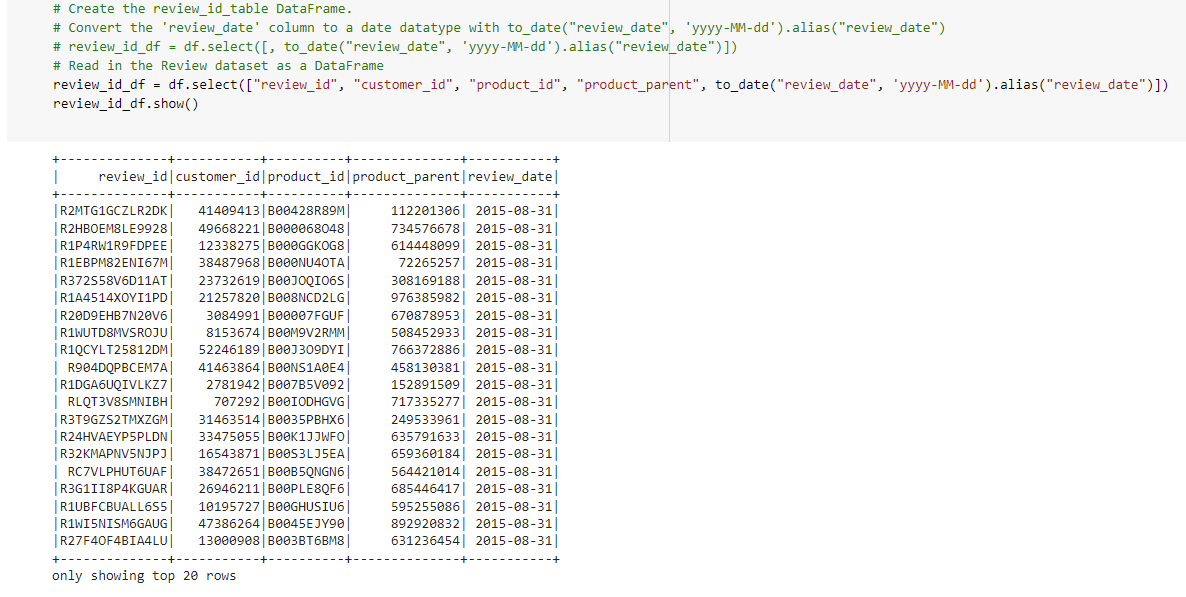 # Create the review_id_table DataFrame.
# Convert the 'review_date' column to a date datatype with to_date("review_date", 'yyyy-MM-dd').alias("review_date")
# review_id_df = df.select([, to_date("review_date", 'yyyy-MM-dd').alias("review_date")])
# Read in the Review dataset as a DataFrame
review_id_df = df.select(["review_id", "customer_id", "product_id", "product_parent", to_date("review_date", 'yyyy-MM-dd').alias("review_date")])
review_id_df.show()
+--------------+-----------+----------+--------------+-----------+
|     review_id|customer_id|product_id|product_parent|review_date|
+--------------+-----------+----------+--------------+-----------+
|R2MTG1GCZLR2DK|   41409413|B00428R89M|     112201306| 2015-08-31|
|R2HBOEM8LE9928|   49668221|B000068O48|     734576678| 2015-08-31|
|R1P4RW1R9FDPEE|   12338275|B000GGKOG8|     614448099| 2015-08-31|
|R1EBPM82ENI67M|   38487968|B000NU4OTA|      72265257| 2015-08-31|
|R372S58V6D11AT|   23732619|B00JOQIO6S|     308169188| 2015-08-31|
|R1A4514XOYI1PD|   21257820|B008NCD2LG|     976385982| 2015-08-31|
|R20D9EHB7N20V6|    3084991|B00007FGUF|     670878953| 2015-08-31|
|R1WUTD8MVSROJU|    8153674|B00M9V2RMM|     508452933| 2015-08-31|
|R1QCYLT25812DM|   52246189|B00J3O9DYI|     766372886| 2015-08-31|
| R904DQPBCEM7A|   41463864|B00NS1A0E4|     458130381| 2015-08-31|
|R1DGA6UQIVLKZ7|    2781942|B007B5V092|     152891509| 2015-08-31|
| RLQT3V8SMNIBH|     707292|B00IODHGVG|     717335277| 2015-08-31|
|R3T9GZS2TMXZGM|   31463514|B0035PBHX6|     249533961| 2015-08-31|
|R24HVAEYP5PLDN|   33475055|B00K1JJWFO|     635791633| 2015-08-31|
|R32KMAPNV5NJPJ|   16543871|B00S3LJ5EA|     659360184| 2015-08-31|
| RC7VLPHUT6UAF|   38472651|B00B5QNGN6|     564421014| 2015-08-31|
|R3G1II8P4KGUAR|   26946211|B00PLE8QF6|     685446417| 2015-08-31|
|R1UBFCBUALL6S5|   10195727|B00GHUSIU6|     595255086| 2015-08-31|
|R1WI5NISM6GAUG|   47386264|B0045EJY90|     892920832| 2015-08-31|
|R27F4OF4BIA4LU|   13000908|B003BT6BM8|     631236454| 2015-08-31|
+--------------+-----------+----------+--------------+-----------+
only showing top 20 rows